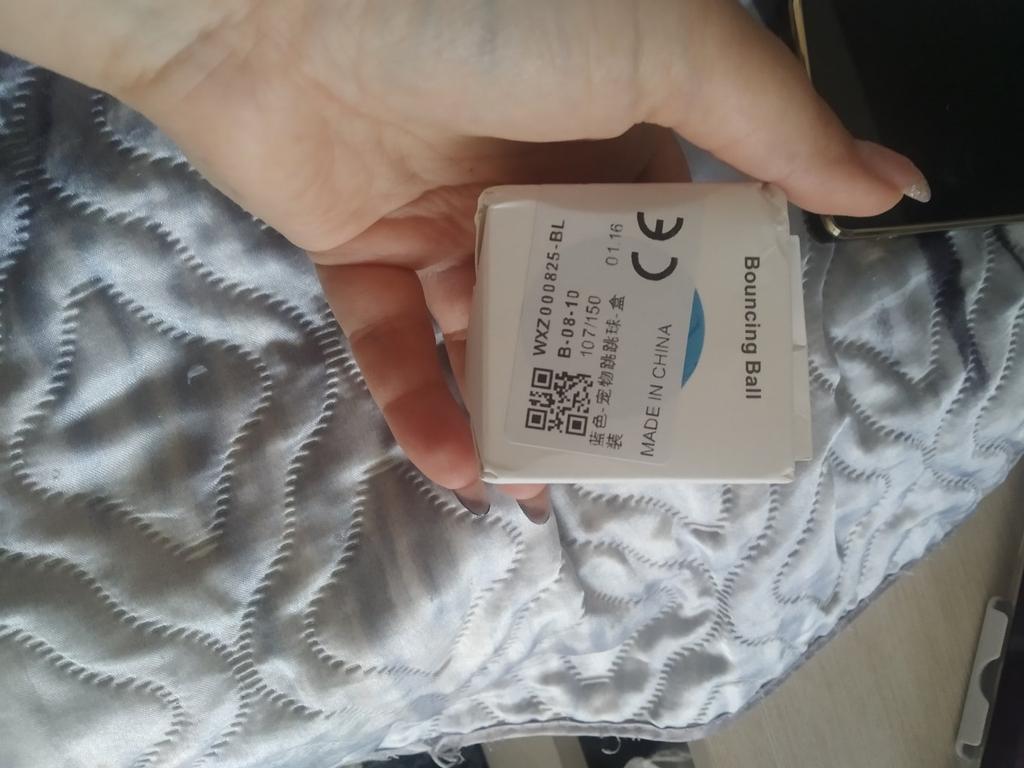 Bouncing Ball
WXZ000825-BL
B-08-10
107/150 01.16
蓝色-宠物跳跳球-盒
装
CE
MADE IN CHINA